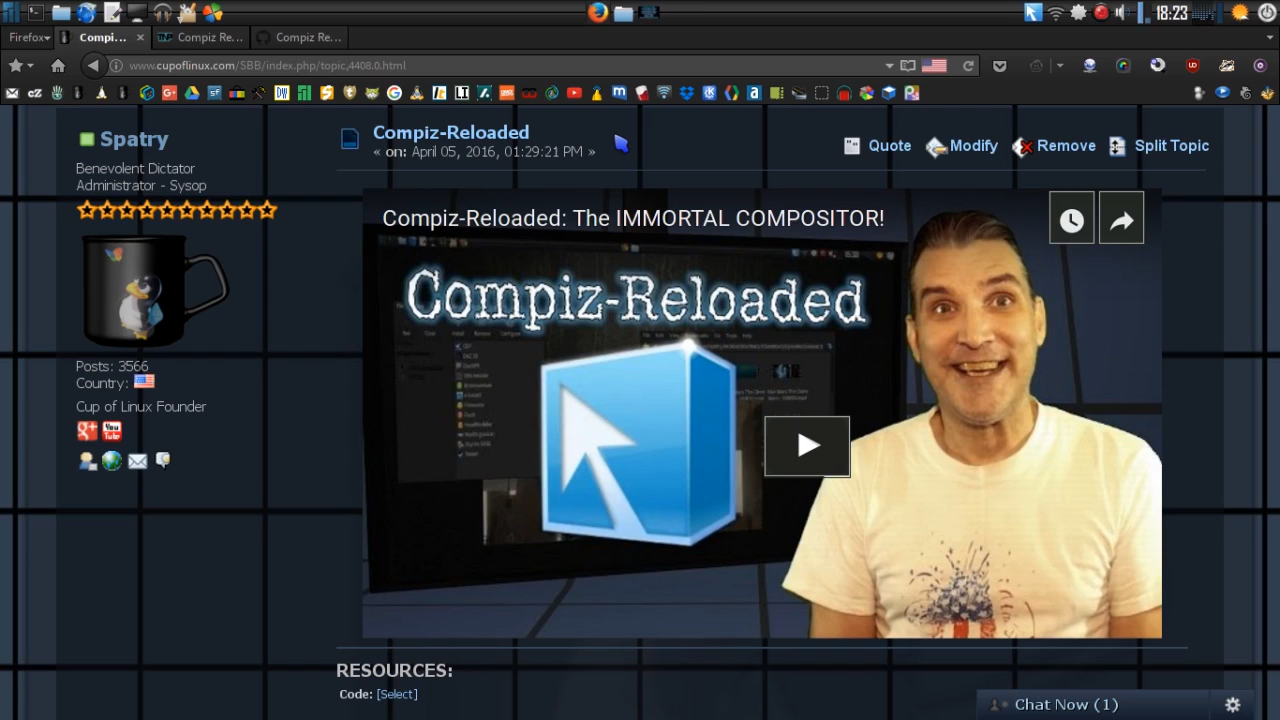 18:23
Firefox
Compi...
Compiz Re...
Compiz Re...
www.cupoflinux.com/SBB/index.php/topic,4408.0.html
Spatry
Benevolent Dictator
Administrator - Sysop
Posts: 3566
Country:
Cup of Linux Founder
Compiz-Reloaded
« on: April 05, 2016, 01:29:21 PM »
Quote
Modify
Remove
Split Topic
Compiz-Reloaded: The IMMORTAL COMPOSITOR!
Compiz-Reloaded
RESOURCES:
Code: [Select]
Chat Now (1)